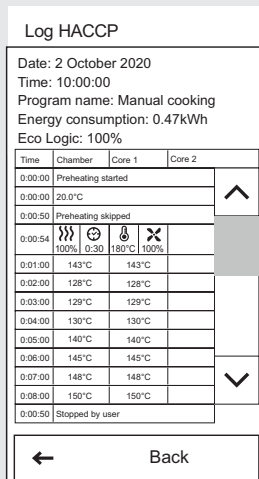 Log HACCP
Date: 2 October 2020
Time: 10:00:00
Program name: Manual cooking
Energy consumption: 0.47kWh
Eco Logic: 100%
Time Chamber Core 1 Core 2
0:00:00 Preheating started
0:00:00 20.0°C
0:00:50 Preheating skipped
0:00:54 100% 0:30 180°C 100%
0:01:00 143°C 143°C
0:02:00 128°C 128°C
0:03:00 129°C 129°C
0:04:00 130°C 130°C
0:05:00 140°C 140°C
0:06:00 145°C 145°C
0:07:00 148°C 148°C
0:08:00 150°C 150°C
0:00:50 Stopped by user
Back